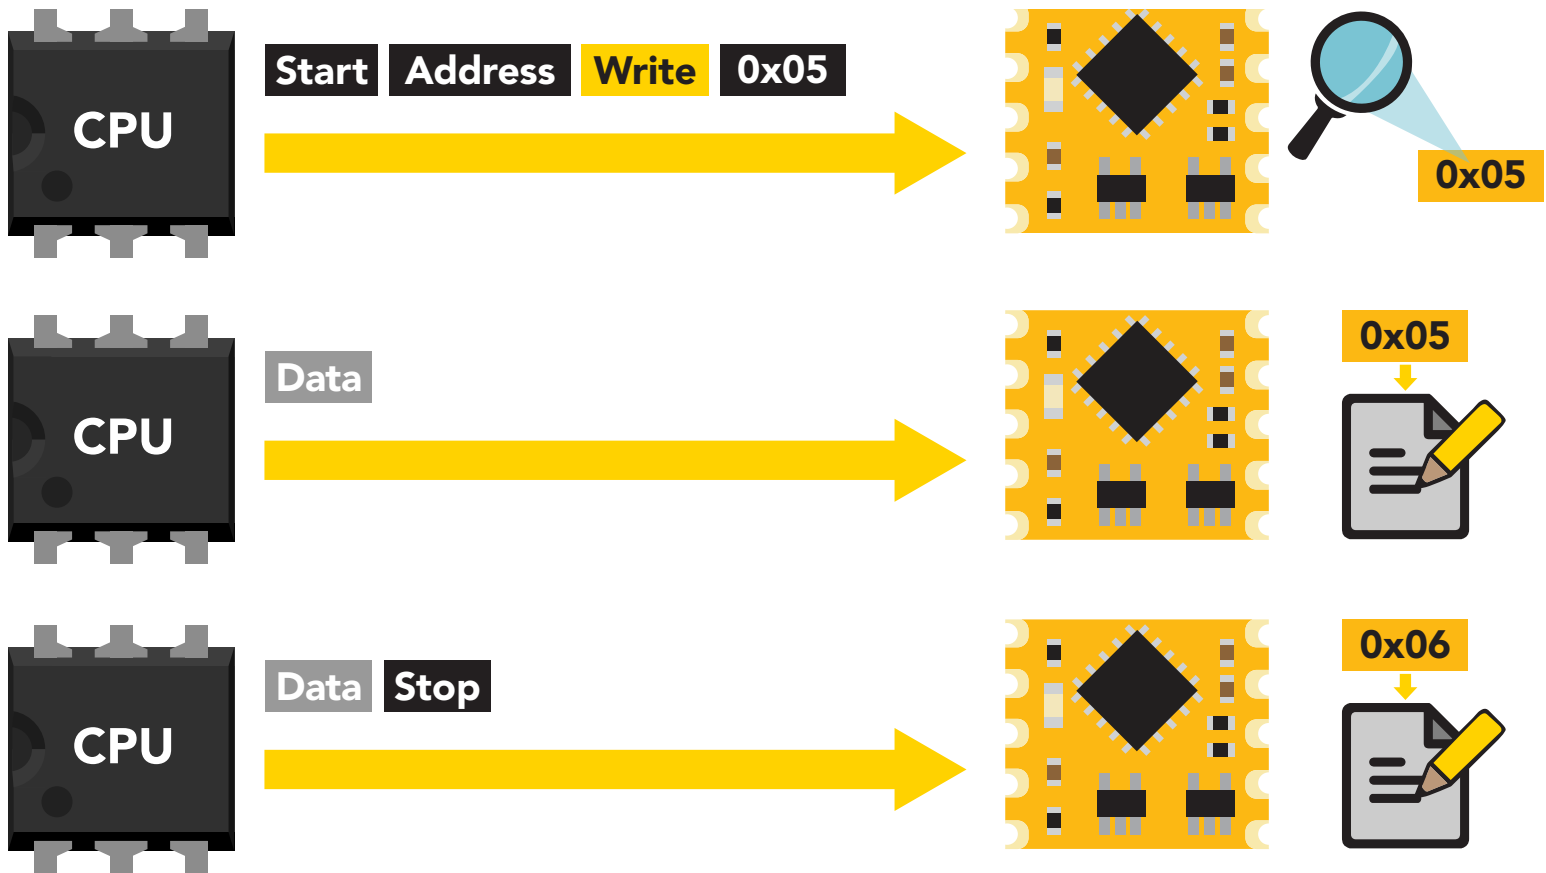 CPU
Start Address Write 0x05
0x05
CPU
Data
0x05
CPU
Data Stop
0x06